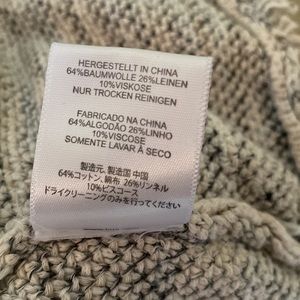 HERGESTELLT IN CHINA
64%BAUMWOLLE 26%LEINEN
10%VISKOSE
NUR TROCKEN REINIGEN
FABRICADO NA CHINA
64%ALGODÃO 26%LINHO
10%VISCOSE
SOMENTE LAVAR À SECO
製造元, 製造国 中国
64%コットン, 綿布 26%リンネル
10%ビスコース
ドライクリーニングのみを行ってください